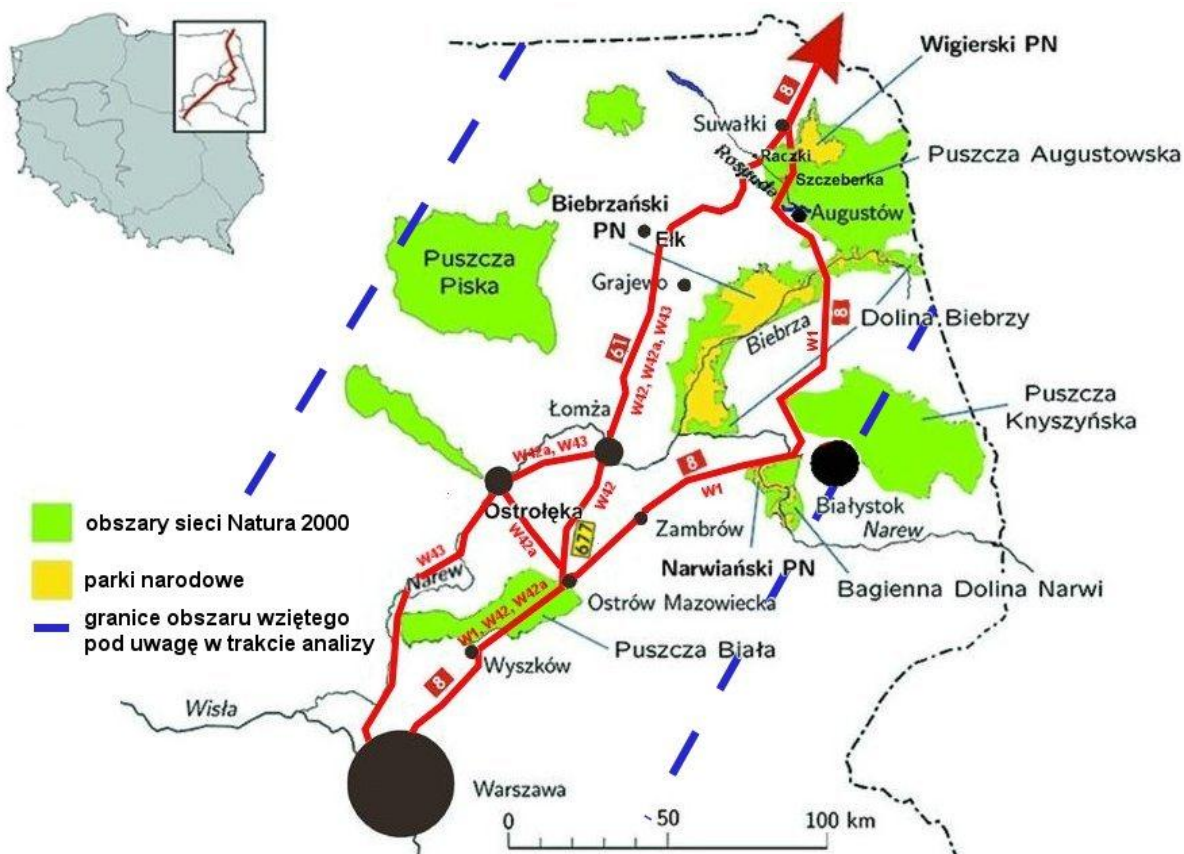 Wigierski PN
8
Suwałki
Puszcza Augustowska
Raczki
Rospuda
Szczeberka
Augustów
Biebrzański
PN
Ełk
Puszcza
Piska
Grajewo
8
Dolina Biebrzy
Biebrza
W1
61
W42, W42a, W43
Puszcza
Knyszyńska
Łomża
W42a, W43
8
W1
W42
Ostrołęka
Białystok
obszary sieci Natura 2000
677
Zambrów
Narew
W42a
W43
parki narodowe
Narew
Narwiański PN
Bagienna Dolina Narwi
Ostrów Mazowiecka
granice obszaru wziętego
pod uwagę w trakcie analizy
W1, W42, W42a
Puszcza Biała
Wyszków
8
Wisła
Warszawa
0
50
100 km